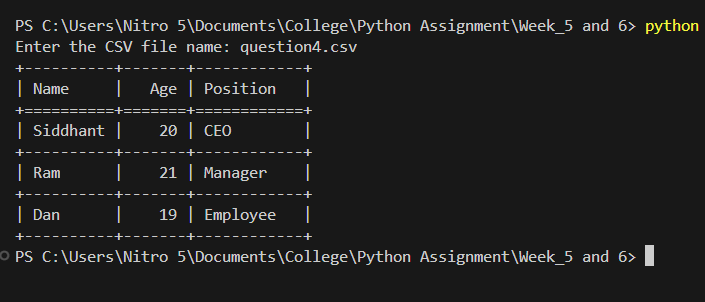 PS C:\Users\Nitro 5\Documents\College\Python Assignment\Week_5 and 6> python
Enter the CSV file name: question4.csv
+----------+-------+------------+
| Name     |   Age | Position   |
+==========+=======+============+
| Siddhant |    20 | CEO        |
+----------+-------+------------+
| Ram      |    21 | Manager    |
+----------+-------+------------+
| Dan      |    19 | Employee   |
+----------+-------+------------+
PS C:\Users\Nitro 5\Documents\College\Python Assignment\Week_5 and 6>